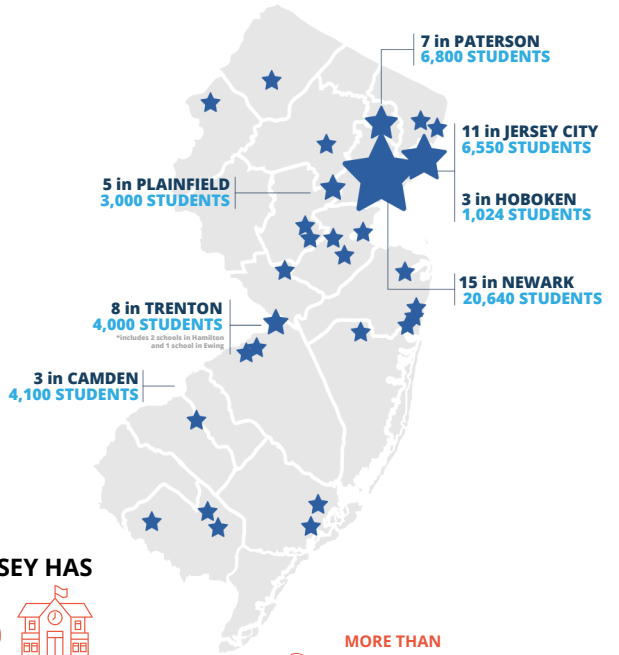 7 in PATERSON
6,800 STUDENTS
11 in JERSEY CITY
6,550 STUDENTS
5 in PLAINFIELD
3,000 STUDENTS
3 in HOBOKEN
1,024 STUDENTS
15 in NEWARK
20,640 STUDENTS
8 in TRENTON
4,000 STUDENTS
*includes 2 schools in Hamilton
and 1 school in Ewing
3 in CAMDEN
4,100 STUDENTS
SEY HAS
MORE THAN